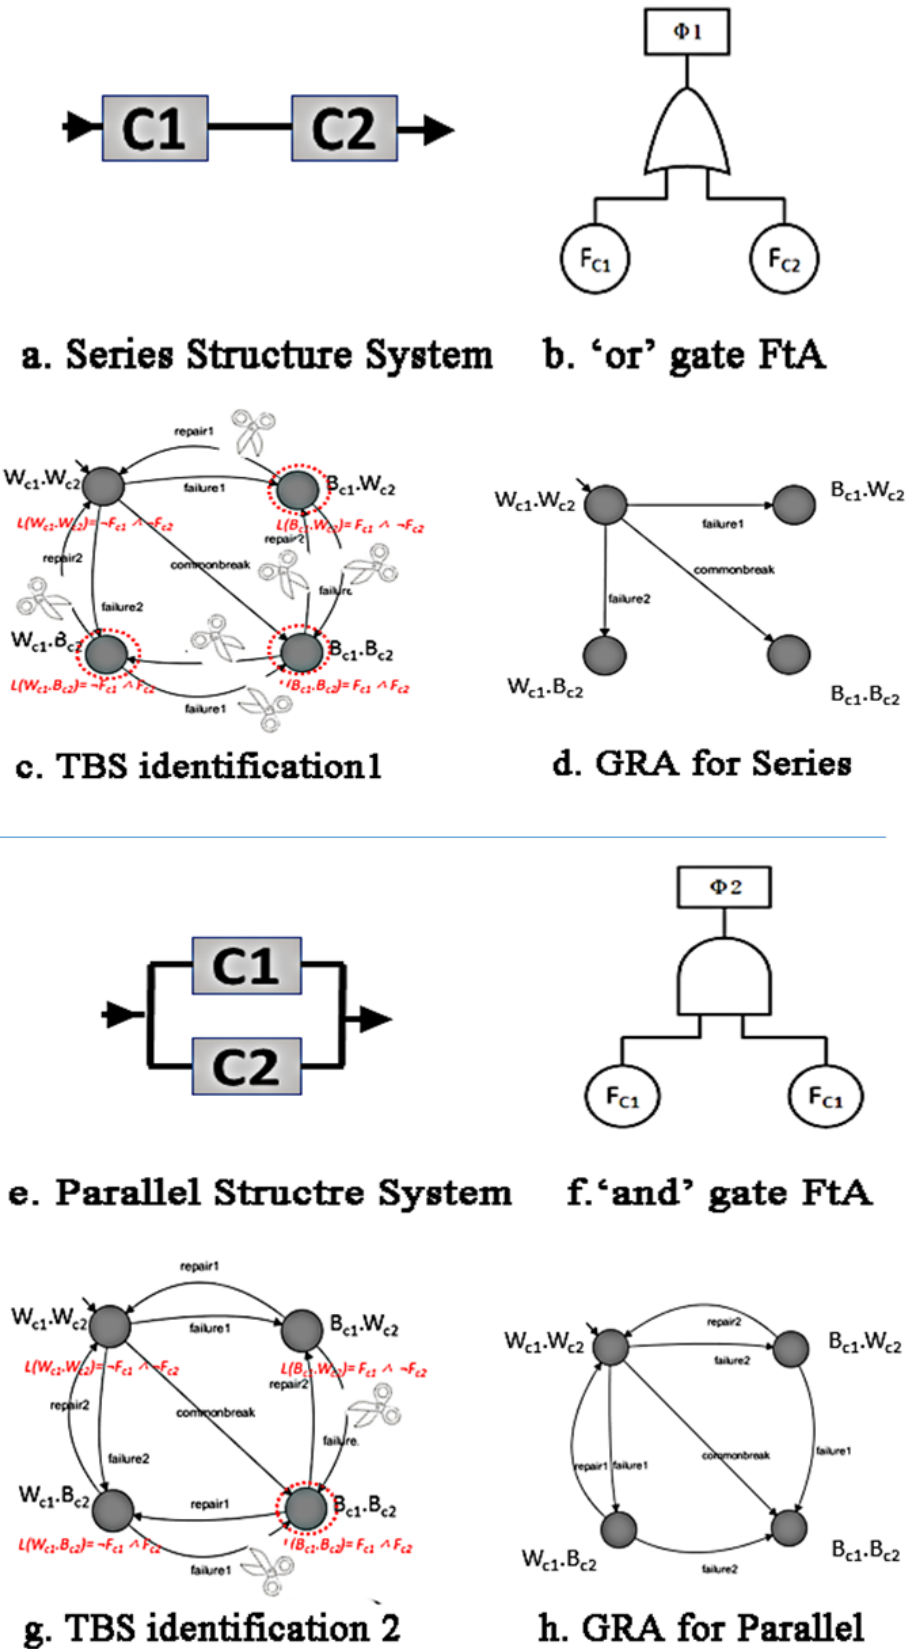 Φ1
C1 C2
FC1 FC2
a. Series Structure System b. ‘or’ gate FtA
repair1
Wc1.Wc2 failure1 Bc1.Wc2
L(Wc1.Wc2)= ¬Fc1 ∧ ¬Fc2 L(Bc1.Wc2)= Fc1 ∧ ¬Fc2
repair2
repair2 commonbreak
failure2
Wc1.Bc2 Bc1.Bc2
L(Wc1.Bc2)= ¬Fc1 ∧ Fc2 (Bc1.Bc2)= Fc1 ∧ Fc2
failure1
Wc1.Wc2 Bc1.Wc2
failure1
commonbreak
failure2
Wc1.Bc2 Bc1.Bc2
c. TBS identification1 d. GRA for Series
Φ2
C1
C2
FC1 FC1
e. Parallel Structre System f.‘and’ gate FtA
repair1
Wc1.Wc2 failure1 Bc1.Wc2
L(Wc1.Wc2)= ¬Fc1 ∧ ¬Fc2 L(Bc1.Wc2)= Fc1 ∧ ¬Fc2
repair2
repair2 commonbreak
failure2
Wc1.Bc2 repair1 Bc1.Bc2
L(Wc1.Bc2)= ¬Fc1 ∧ Fc2 (Bc1.Bc2)= Fc1 ∧ Fc2
failure1
repair2
Wc1.Wc2 Bc1.Wc2
failure2
commonbreak failure1
repair1 failure1
Wc1.Bc2 Bc1.Bc2
failure2
g. TBS identification 2 h. GRA for Parallel